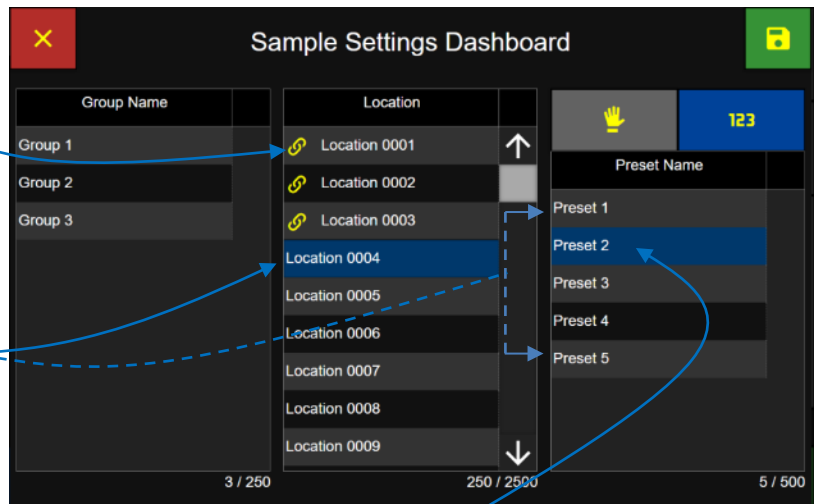 Sample Settings Dashboard
Group Name
Group 1
Group 2
Group 3
3 / 250
Location
Location 0001
Location 0002
Location 0003
Location 0004
Location 0005
Location 0006
Location 0007
Location 0008
Location 0009
250 / 2500
123
Preset Name
Preset 1
Preset 2
Preset 3
Preset 4
Preset 5
5 / 500